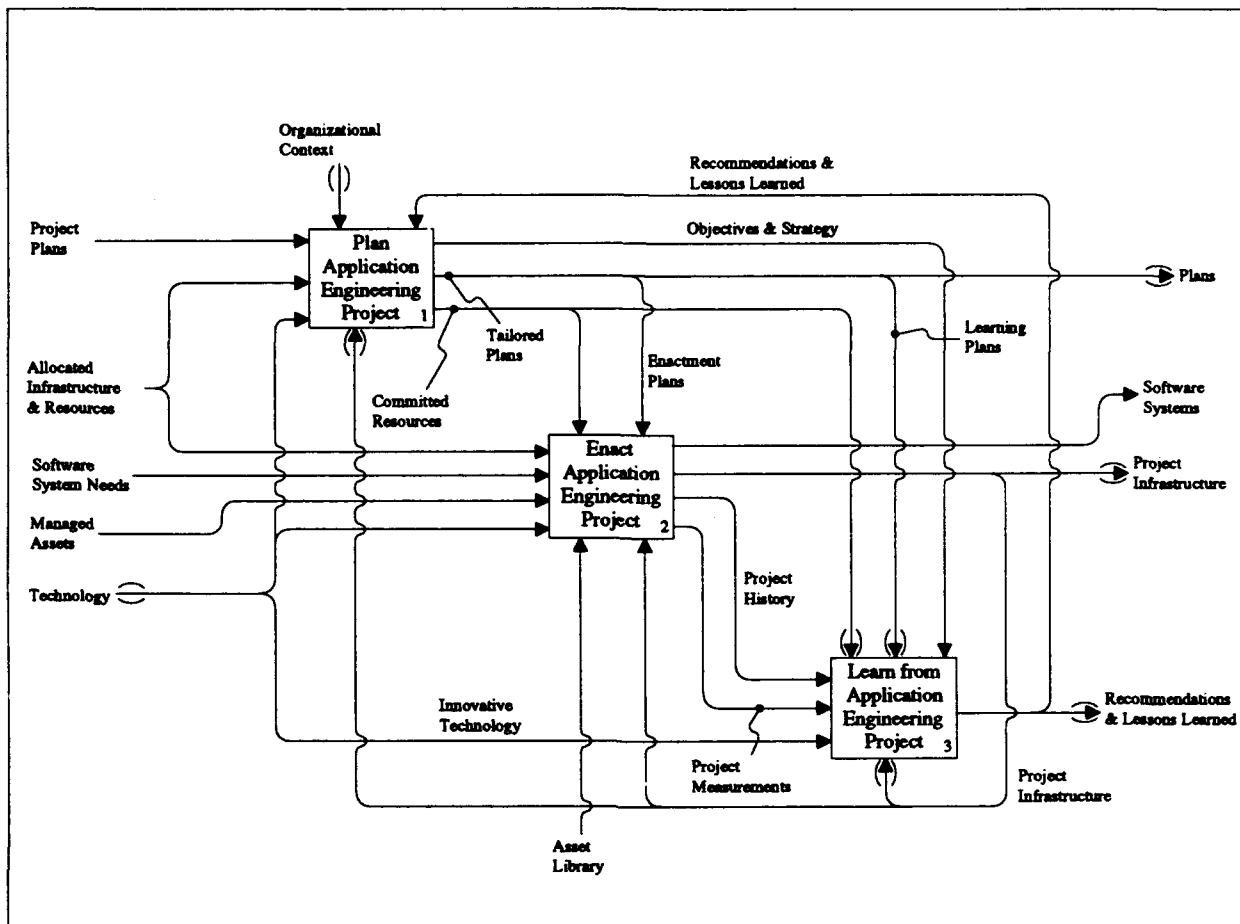 Organizational
Context
Recommendations &
Lessons Learned
Project
Plans
Plan
Application
Engineering
Project
1
Objectives & Strategy
Plans
Tailored
Plans
Learning
Plans
Allocated
Infrastructure
& Resources
Committed
Resources
Enactment
Plans
Software
Systems
Software
System Needs
Enact
Application
Engineering
Project
2
Project
Infrastructure
Managed
Assets
Technology
Project
History
Learn from
Application
Engineering
Project
3
Innovative
Technology
Recommendations
& Lessons Learned
Project
Measurements
Project
Infrastructure
Asset
Library